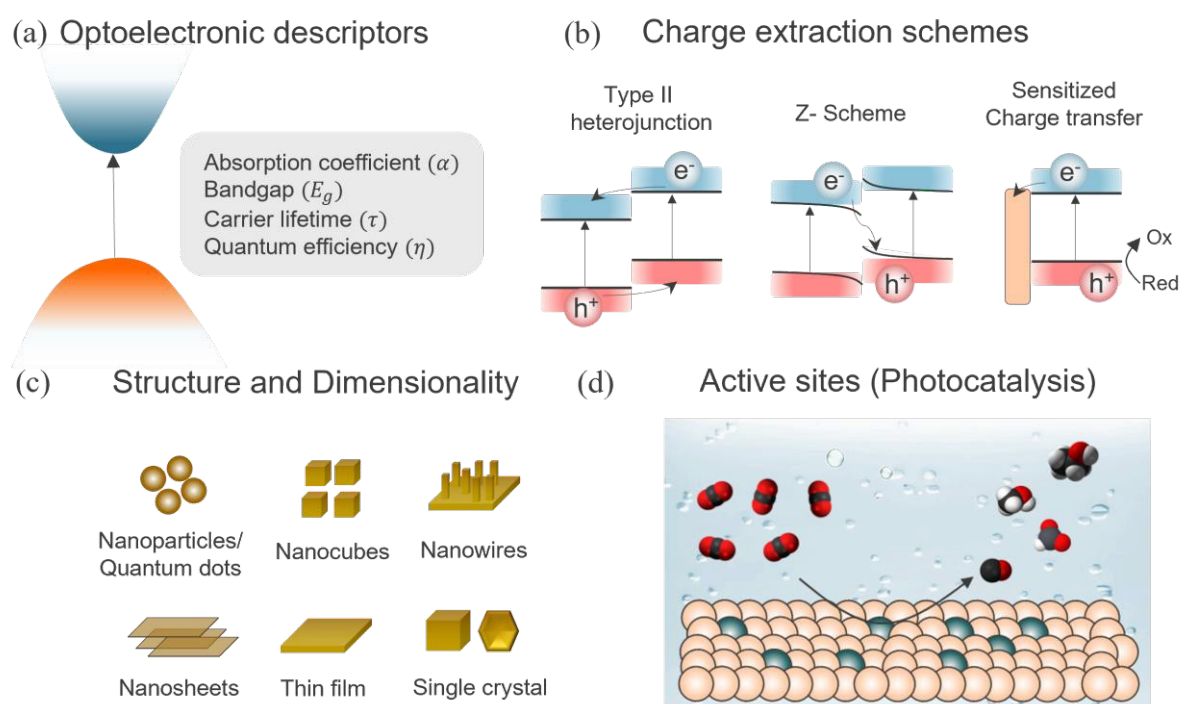 (a) Optoelectronic descriptors
Absorption coefficient (α)
Bandgap (E_g)
Carrier lifetime (τ)
Quantum efficiency (η)
(b) Charge extraction schemes
Type II
heterojunction
e-
h+
Z- Scheme
e-
h+
Sensitized
Charge transfer
e-
h+
Ox
Red
(c) Structure and Dimensionality
Nanoparticles/
Quantum dots
Nanocubes
Nanowires
Nanosheets
Thin film
Single crystal
(d) Active sites (Photocatalysis)